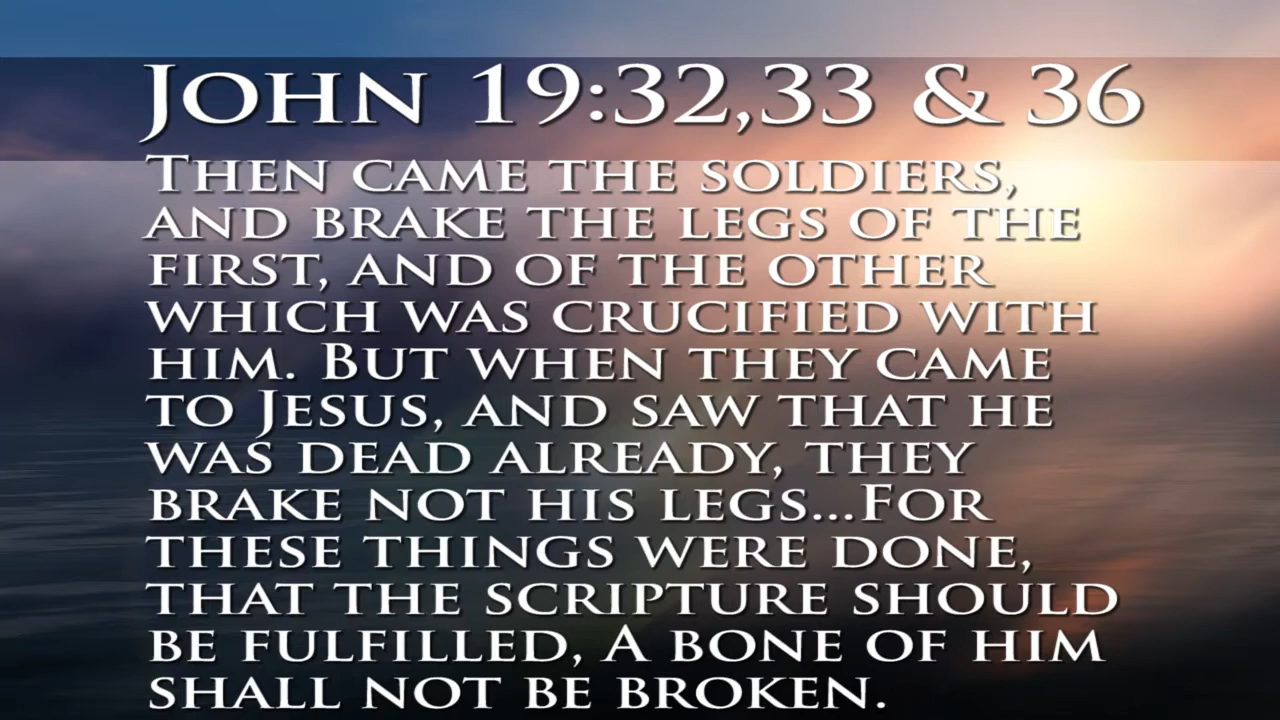 John 19:32,33 & 36
Then came the soldiers,
and brake the legs of the
first, and of the other
which was crucified with
him. But when they came
to Jesus, and saw that he
was dead already, they
brake not his legs...For
these things were done,
that the scripture should
be fulfilled, A bone of him
shall not be broken.